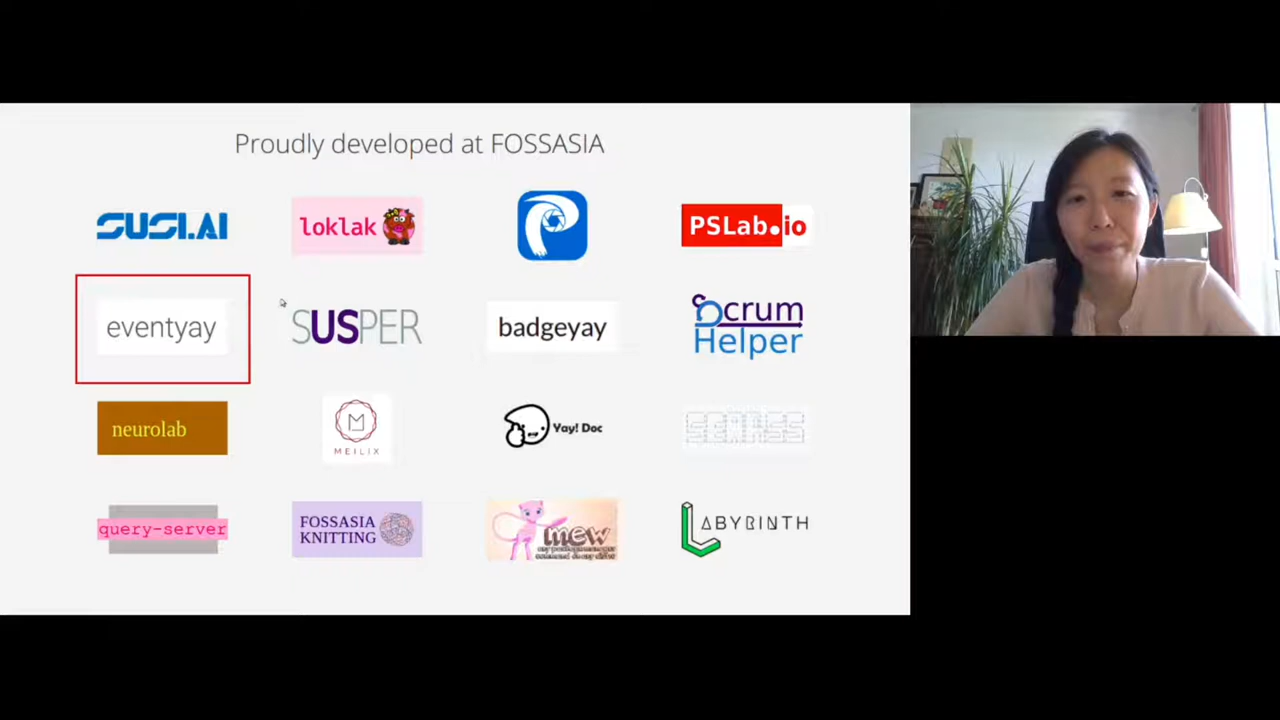 Proudly developed at FOSSASIA
SUSI.AI
loklak
PSLab.io
eventyay
SUSPER
badgeyay
Scrum
Helper
neurolab
MEILIX
Yay! Doc
query-server
FOSSASIA
KNITTING
mew
LABYRINTH